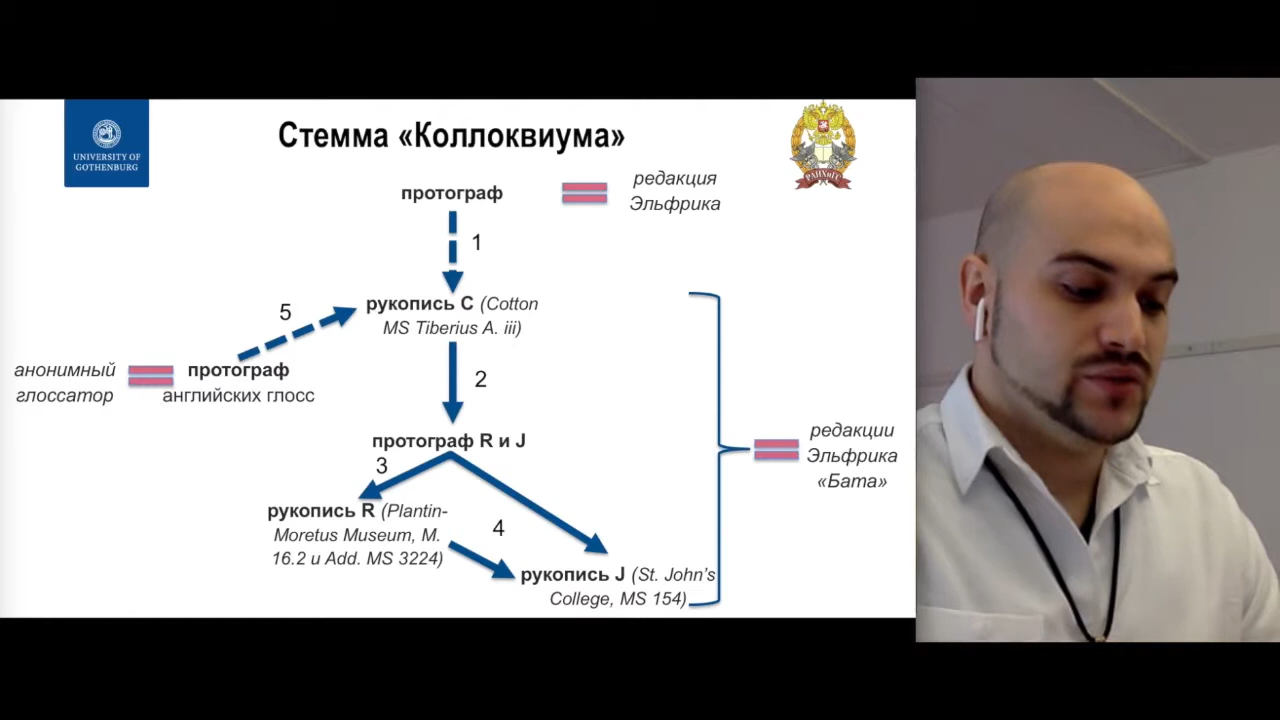 UNIVERSITY OF
GOTHENBURG
Стемма «Коллоквиума»
РАНХиГС
протограф
редакция
Эльфрика
1
рукопись C (Cotton
MS Tiberius A. iii)
5
анонимный
глоссатор
протограф
английских глосс
2
протограф R и J
3
рукопись R (Plantin-
Moretus Museum, M.
16.2 и Add. MS 3224)
4
рукопись J (St. John's
College, MS 154)
редакции
Эльфрика
«Бата»